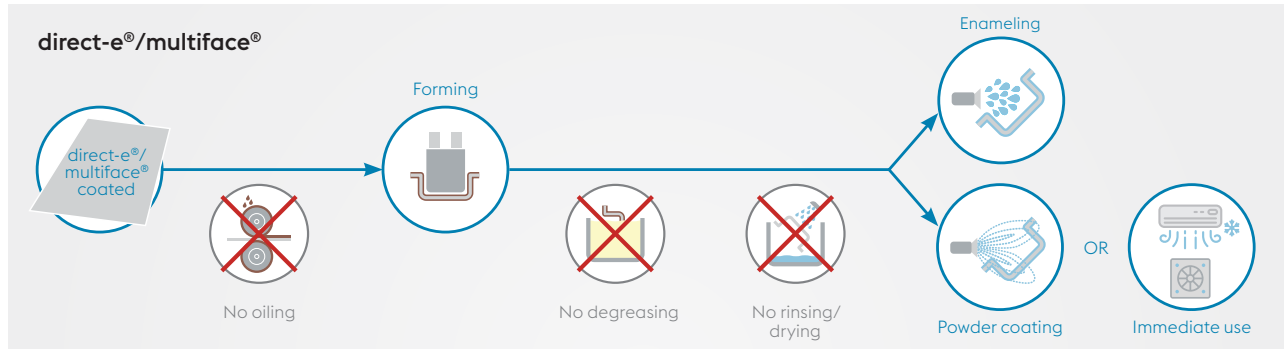 direct-e®/multiface®
Enameling
Forming
direct-e®/
multiface®
coated
No oiling
No degreasing
No rinsing/
drying
Powder coating
OR
Immediate use